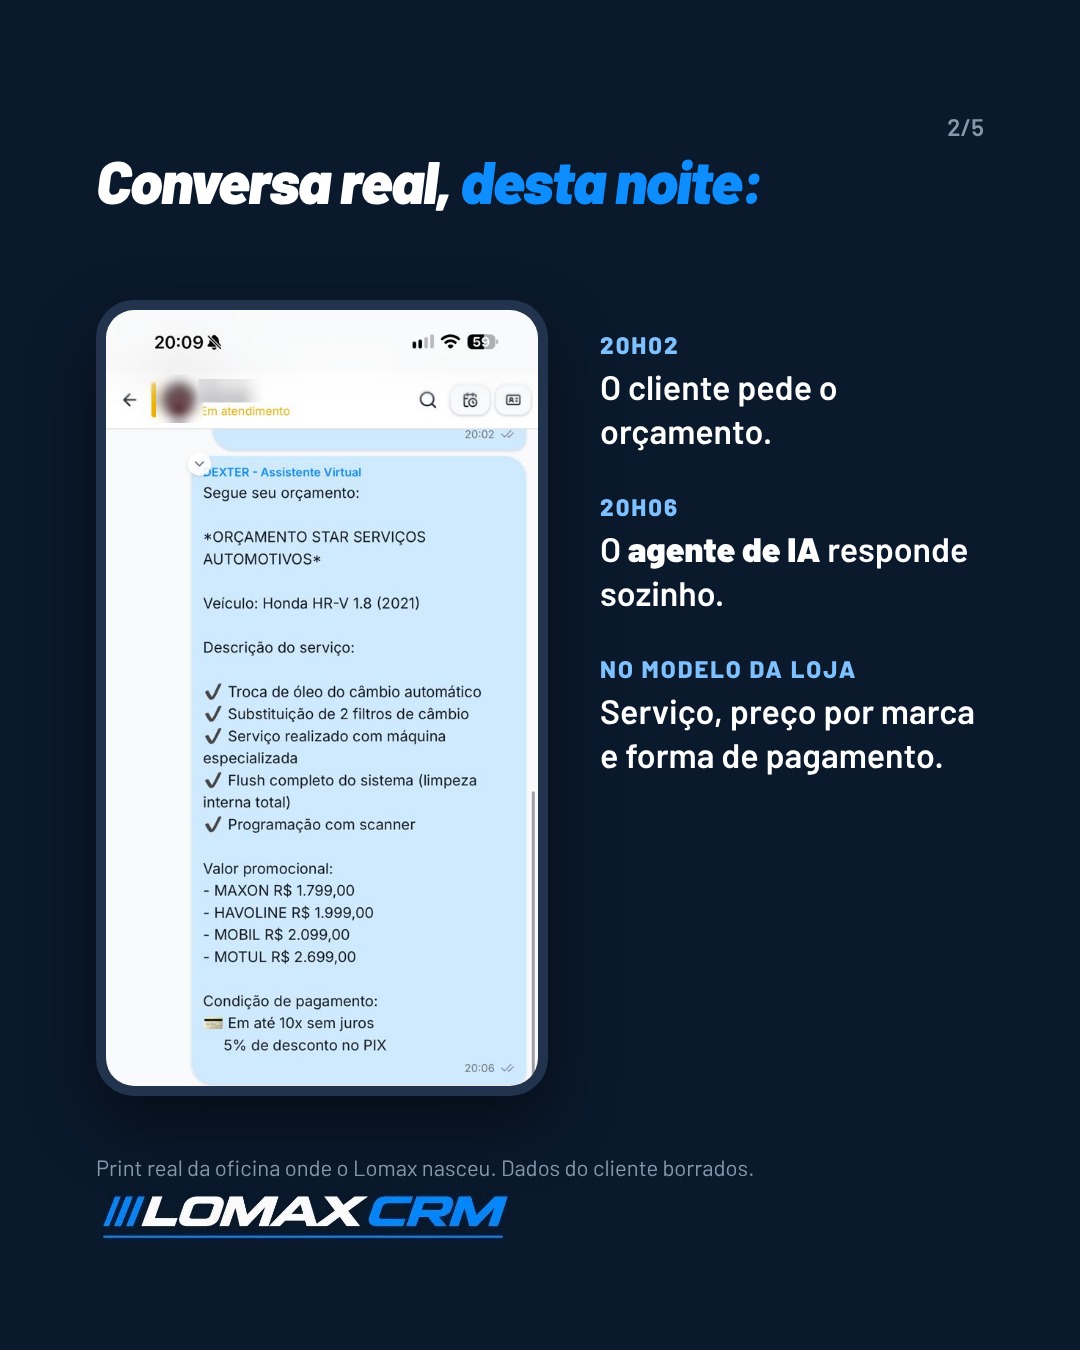 2/5
Conversa real, desta noite:
20:09
59
Em atendimento
20:02
DEXTER - Assistente Virtual
Segue seu orçamento:
*ORÇAMENTO STAR SERVIÇOS
AUTOMOTIVOS*
Veículo: Honda HR-V 1.8 (2021)
Descrição do serviço:
✔ Troca de óleo do câmbio automático
✔ Substituição de 2 filtros de câmbio
✔ Serviço realizado com máquina
especializada
✔ Flush completo do sistema (limpeza
interna total)
✔ Programação com scanner
Valor promocional:
- MAXON R$ 1.799,00
- HAVOLINE R$ 1.999,00
- MOBIL R$ 2.099,00
- MOTUL R$ 2.699,00
Condição de pagamento:
💳 Em até 10x sem juros
5% de desconto no PIX
20:06
20H02
O cliente pede o
orçamento.
20H06
O agente de IA responde
sozinho.
NO MODELO DA LOJA
Serviço, preço por marca
e forma de pagamento.
Print real da oficina onde o Lomax nasceu. Dados do cliente borrados.
LOMAX CRM